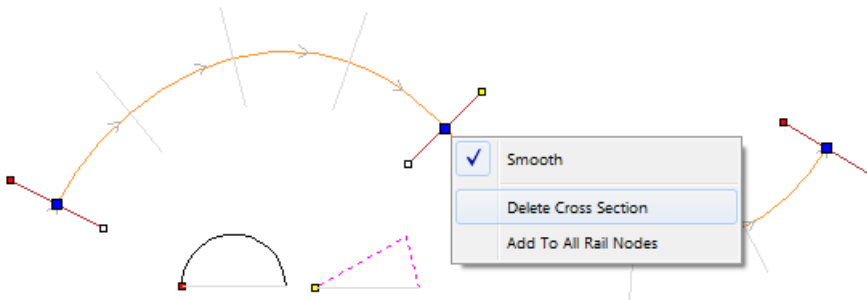 Smooth
Delete Cross Section
Add To All Rail Nodes